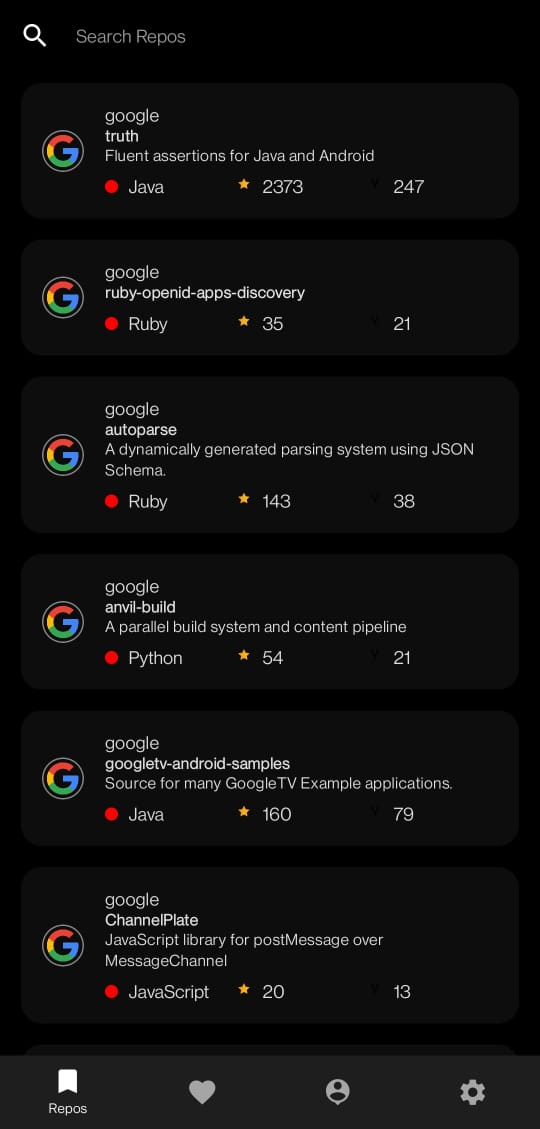 Search Repos
google
truth
Fluent assertions for Java and Android
Java 2373 247
google
ruby-openid-apps-discovery
Ruby 35 21
google
autoparse
A dynamically generated parsing system using JSON
Schema.
Ruby 143 38
google
anvil-build
A parallel build system and content pipeline
Python 54 21
google
googletv-android-samples
Source for many GoogleTV Example applications.
Java 160 79
google
ChannelPlate
JavaScript library for postMessage over
MessageChannel
JavaScript 20 13
Repos